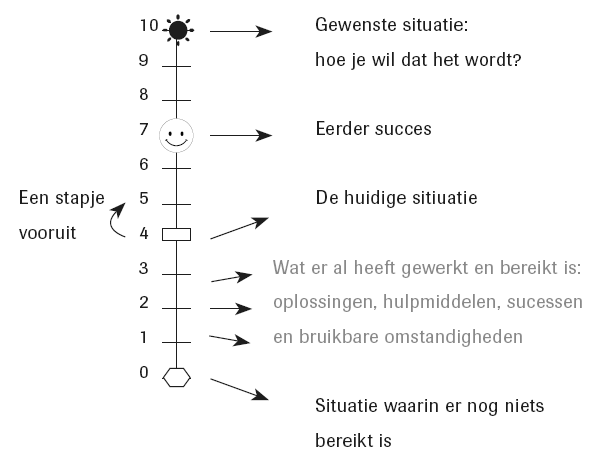 10 Gewenste situatie:
hoe je wil dat het wordt?
9
8
7 Eerder succes
6
Een stapje
vooruit
5
De huidige sitiuatie
4
3
Wat er al heeft gewerkt en bereikt is:
2 oplossingen, hulpmiddelen, sucessen
1 en bruikbare omstandigheden
0
Situatie waarin er nog niets
bereikt is